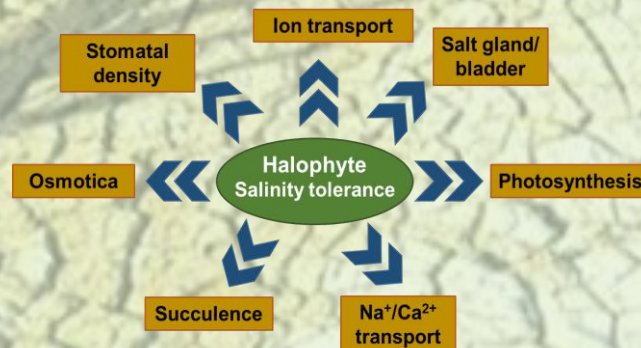 Ion transport
Stomatal
density
Salt gland/
bladder
Halophyte
Salinity tolerance
Osmotica
Photosynthesis
Succulence
Na⁺/Ca²⁺
transport